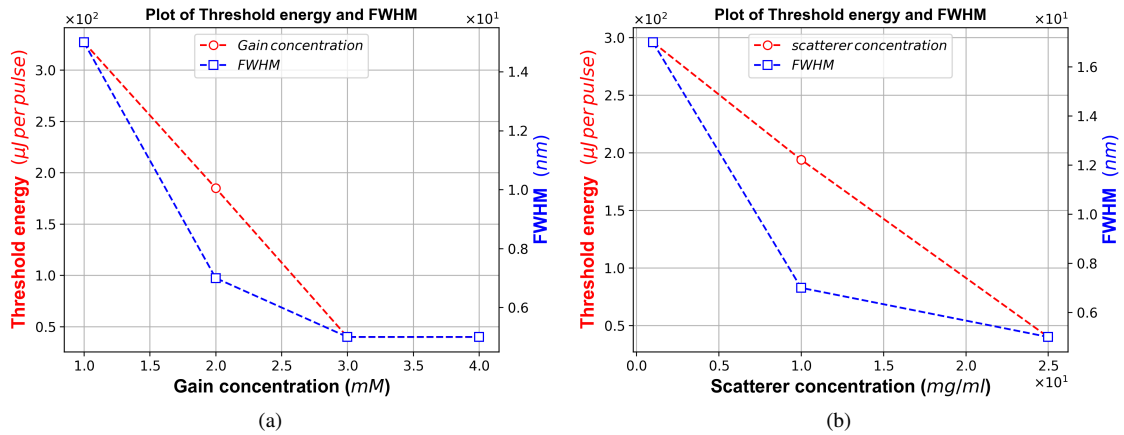 Plot of Threshold energy and FWHM
×10²
×10¹
Gain concentration
FWHM
3.0
2.5
2.0
1.5
1.0
0.5
1.4
1.2
1.0
0.8
0.6
Threshold energy (μJ per pulse)
FWHM (nm)
1.0 1.5 2.0 2.5 3.0 3.5 4.0
Gain concentration (mM)
(a)
Plot of Threshold energy and FWHM
×10²
×10¹
scatterer concentration
FWHM
3.0
2.5
2.0
1.5
1.0
0.5
1.6
1.4
1.2
1.0
0.8
0.6
Threshold energy (μJ per pulse)
FWHM (nm)
0.0 0.5 1.0 1.5 2.0 2.5
×10¹
Scatterer concentration (mg/ml)
(b)